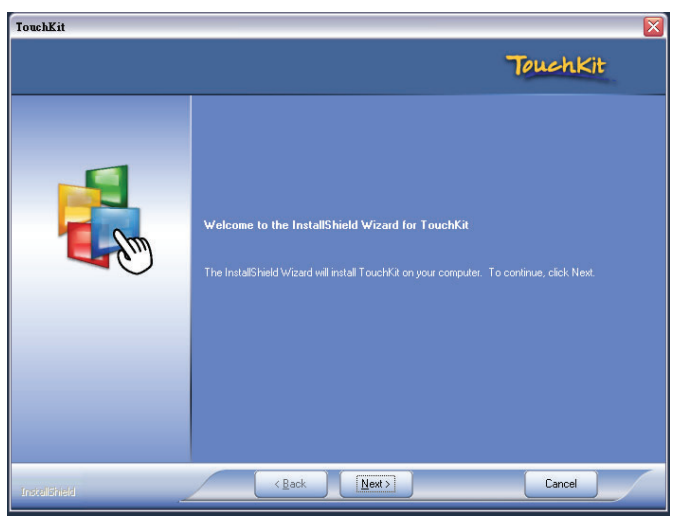 TouchKit
TouchKit
Welcome to the InstallShield Wizard for TouchKit
The InstallShield Wizard will install TouchKit on your computer. To continue, click Next.
InstallShield
< Back
Next >
Cancel